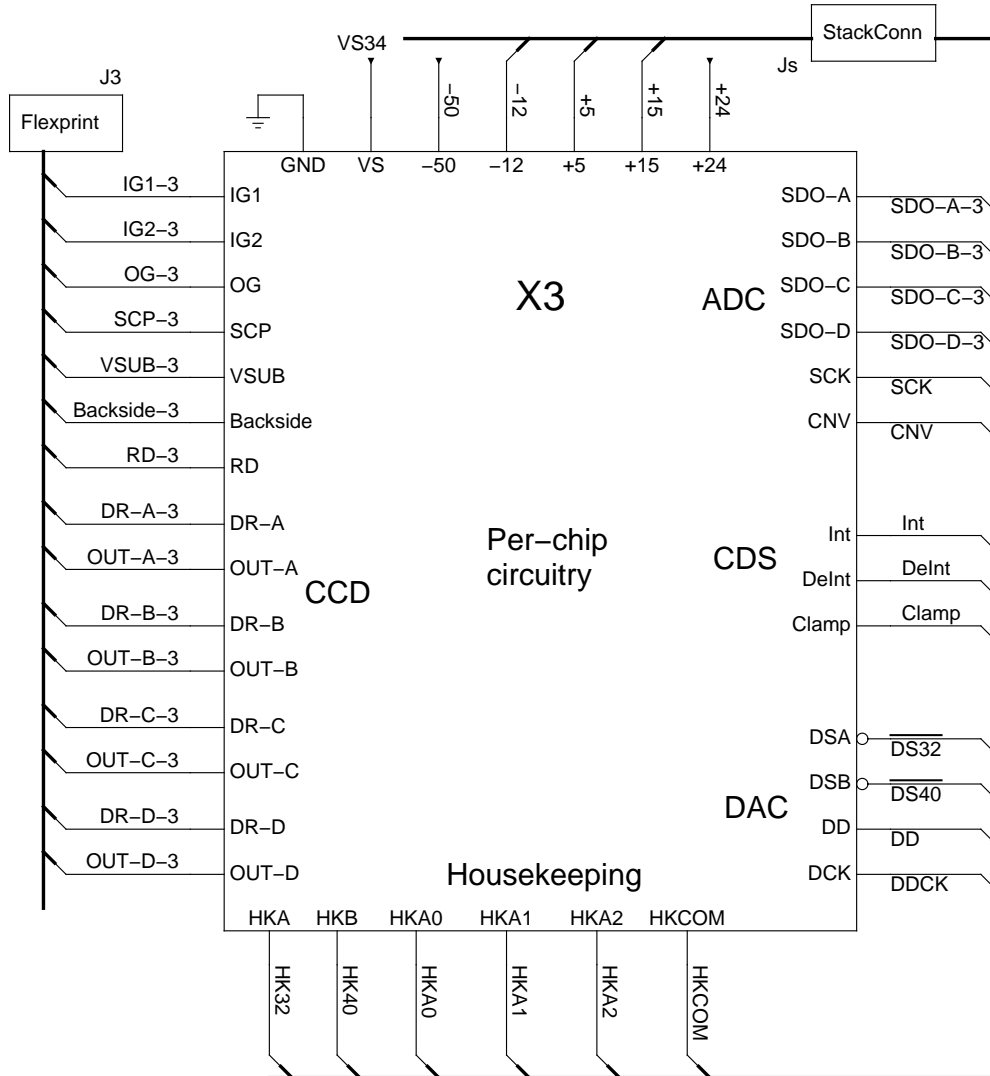 StackConn
VS34
Js
J3
Flexprint
−50
−12
+5
+15
+24
GND VS −50 −12 +5 +15 +24
IG1−3 IG1
IG2−3 IG2
OG−3 OG
SCP−3 SCP
VSUB−3 VSUB
Backside−3 Backside
RD−3 RD
DR−A−3 DR−A
OUT−A−3 OUT−A
DR−B−3 DR−B
OUT−B−3 OUT−B
DR−C−3 DR−C
OUT−C−3 OUT−C
DR−D−3 DR−D
OUT−D−3 OUT−D
X3
Per−chip
circuitry
CCD
ADC
CDS
DAC
Housekeeping
SDO−A SDO−A−3
SDO−B SDO−B−3
SDO−C SDO−C−3
SDO−D SDO−D−3
SCK SCK
CNV CNV
Int Int
DeInt DeInt
Clamp Clamp
DSA DS32
DSB DS40
DD DD
DCK DDCK
HKA HKB HKA0 HKA1 HKA2 HKCOM
HK32
HK40
HKA0
HKA1
HKA2
HKCOM